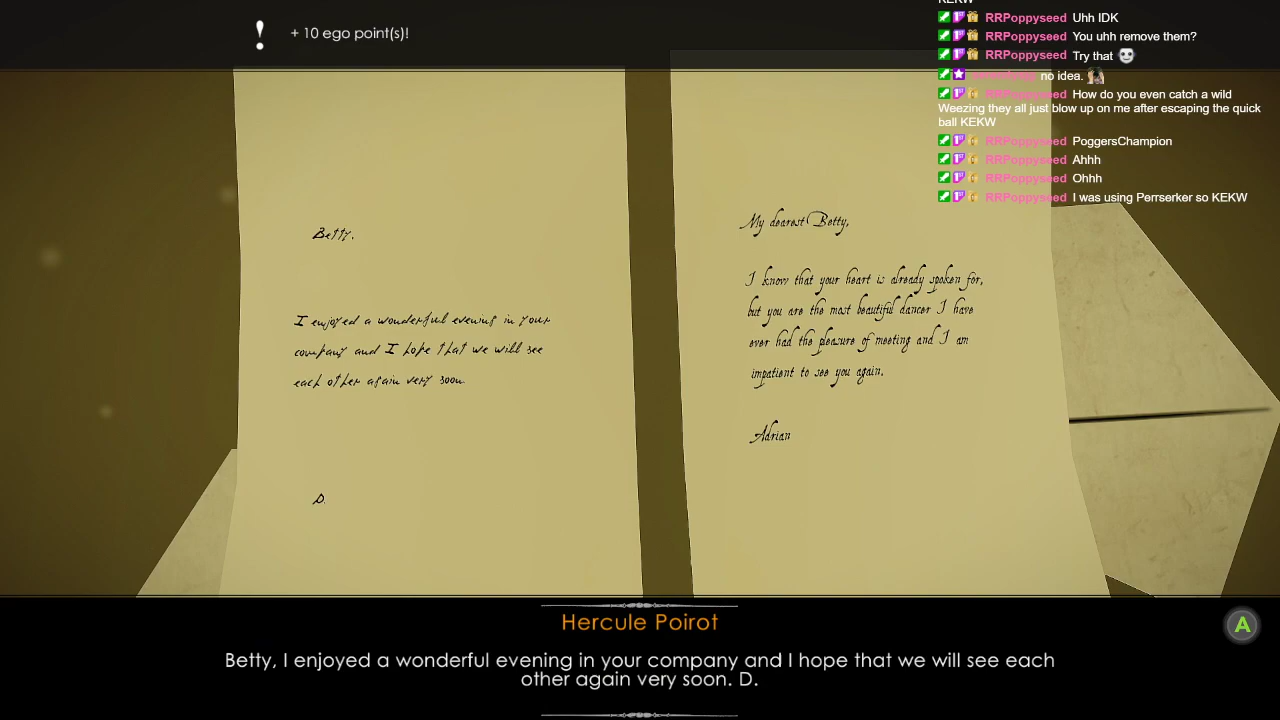 + 10 ego point(s)!
KEKW
RRPoppyseed Uhh IDK
RRPoppyseed You uhh remove them?
RRPoppyseed Try that
no idea.
RRPoppyseed How do you even catch a wild
Weezing they all just blow up on me after escaping the quick
ball KEKW
RRPoppyseed PoggersChampion
RRPoppyseed Ahhh
RRPoppyseed Ohhh
RRPoppyseed I was using Perrserker so KEKW
Betty.
I enjoyed a wonderful evening in your
company and I hope that we will see
each other again very soon.
D.
My dearest Betty,
I know that your heart is already spoken for,
but you are the most beautiful dancer I have
ever had the pleasure of meeting and I am
impatient to see you again.
Adrian
Hercule Poirot
Betty, I enjoyed a wonderful evening in your company and I hope that we will see each
other again very soon. D.
A